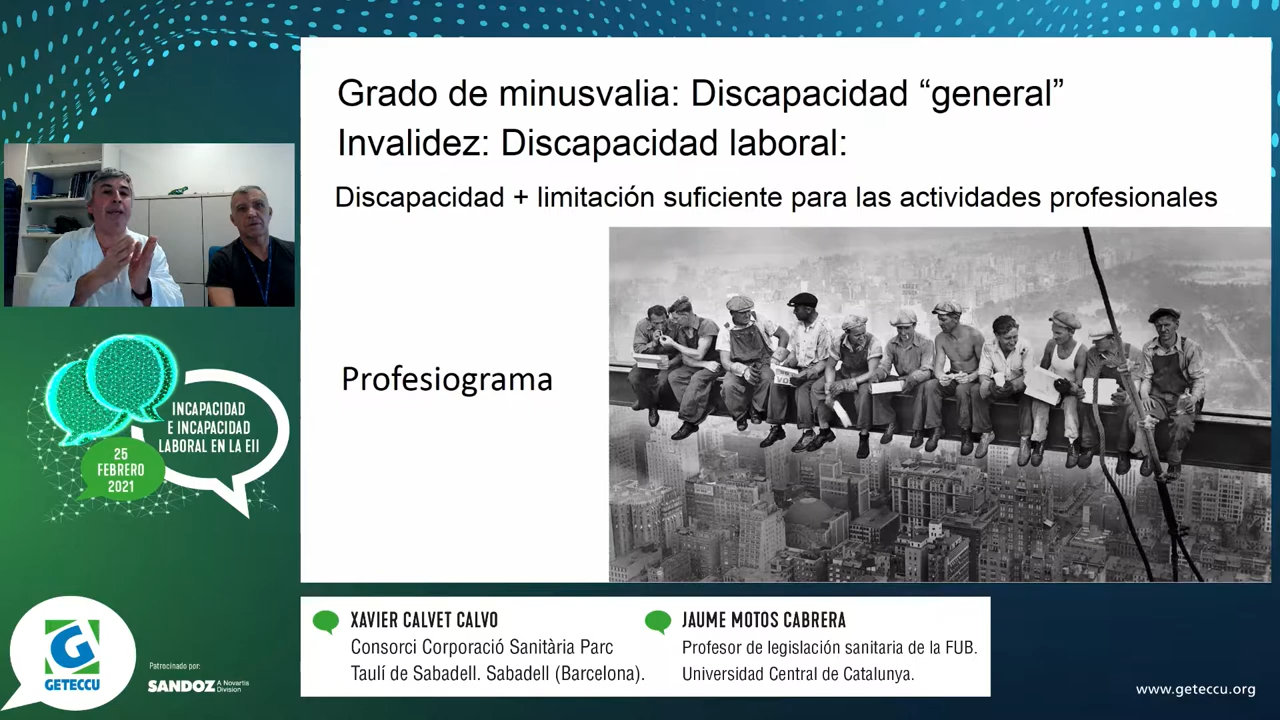 Grado de minusvalia: Discapacidad “general”
Invalidez: Discapacidad laboral:
Discapacidad + limitación suficiente para las actividades profesionales
Profesiograma
INCAPACIDAD
E INCAPACIDAD
LABORAL EN LA EII
25
FEBRERO
2021
G
GETECCU
Patrocinado por:
SANDOZ A Novartis
Division
XAVIER CALVET CALVO
Consorci Corporació Sanitària Parc
Taulí de Sabadell. Sabadell (Barcelona).
JAUME MOTOS CABRERA
Profesor de legislación sanitaria de la FUB.
Universidad Central de Catalunya.
www.geteccu.org